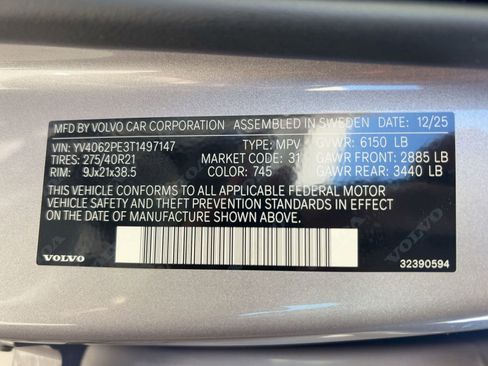 MFD BY VOLVO CAR CORPORATION ASSEMBLED IN SWEDEN DATE: 12/25
VIN: YV4062PE3T1497147 TYPE: MPV GVWR: 6150 LB
TIRES: 275/40R21 MARKET CODE: 31 GAWR FRONT: 2885 LB
RIM: 9Jx21x38.5 COLOR: 745 GAWR REAR: 3440 LB
THIS VEHICLE CONFORMS TO ALL APPLICABLE FEDERAL MOTOR
VEHICLE SAFETY AND THEFT PREVENTION STANDARDS IN EFFECT
ON THE DATE OF MANUFACTURE SHOWN ABOVE.
VOLVO 32390594